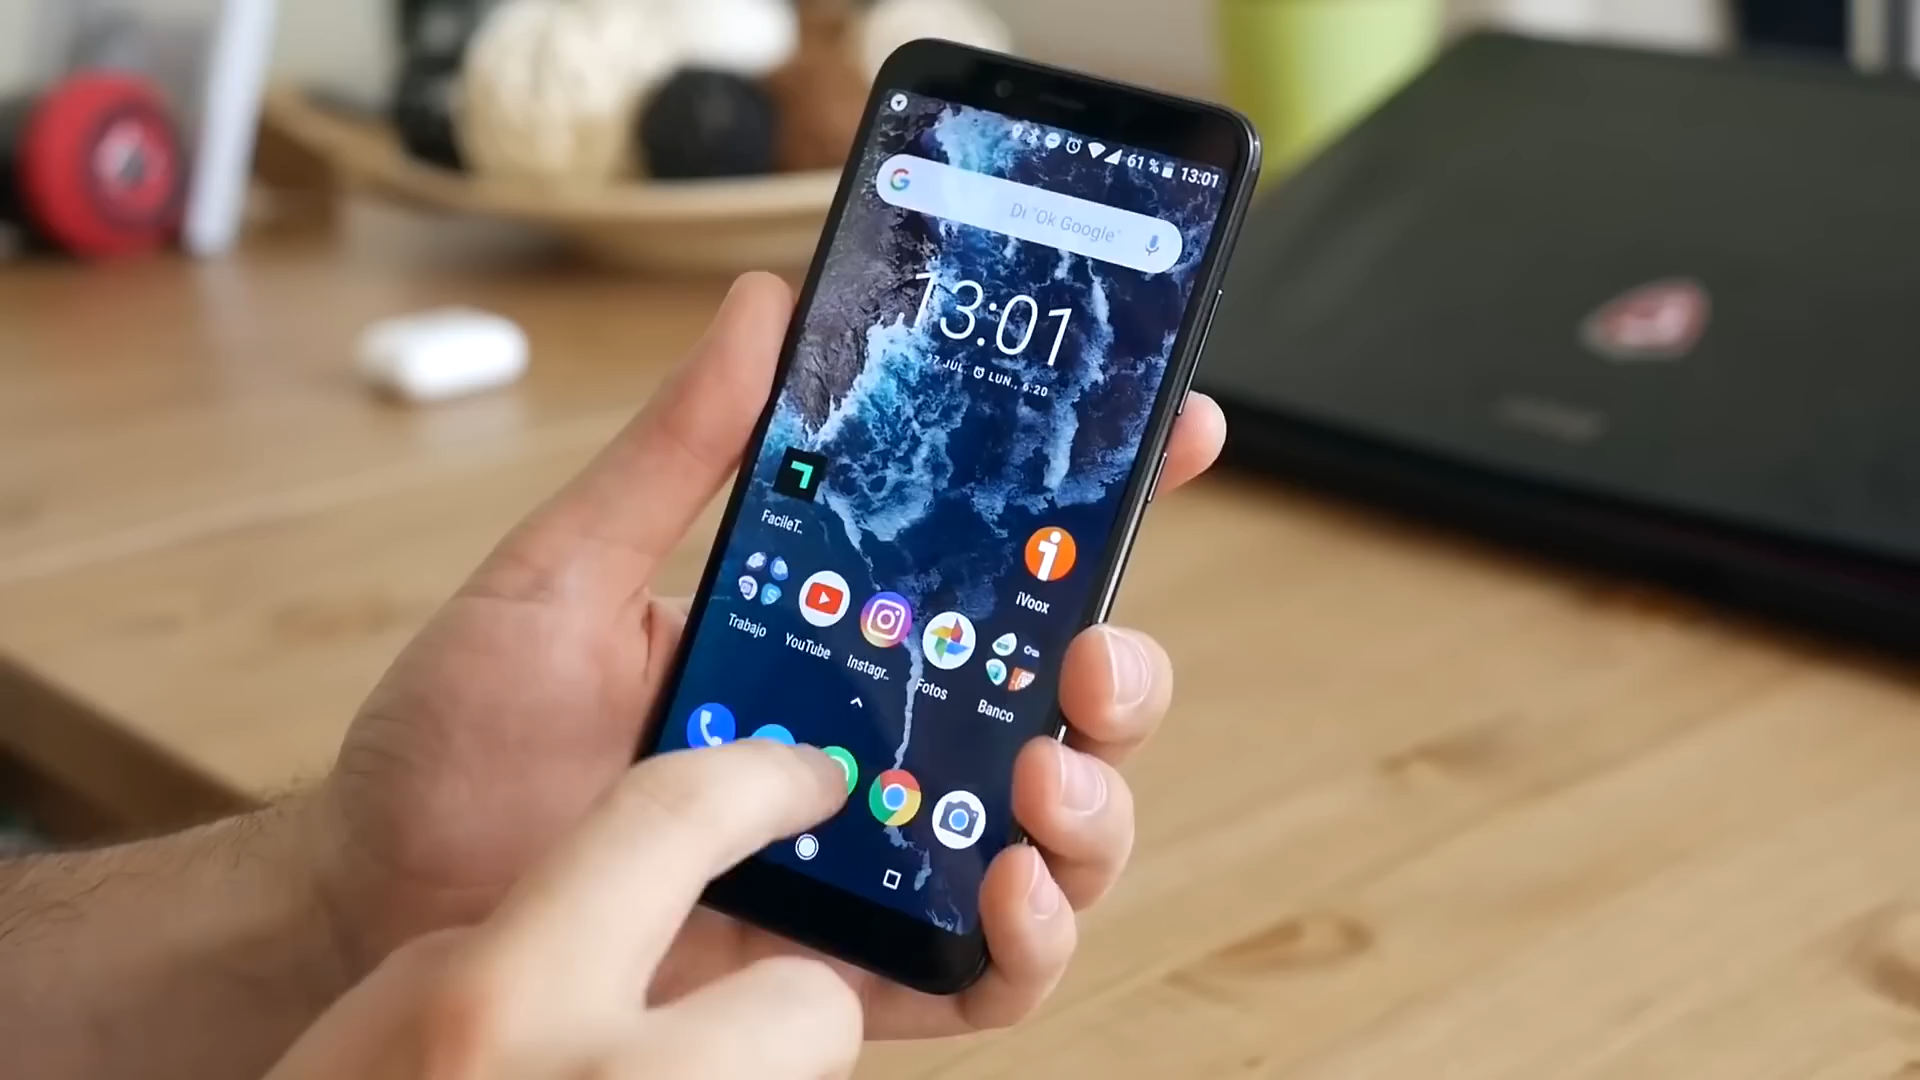 61 % 13:01
Di "Ok Google"
13:01
27 JUL. LUN., 6:20
FacileT..
iVoox
Trabajo
YouTube
Instagr..
Fotos
Banco